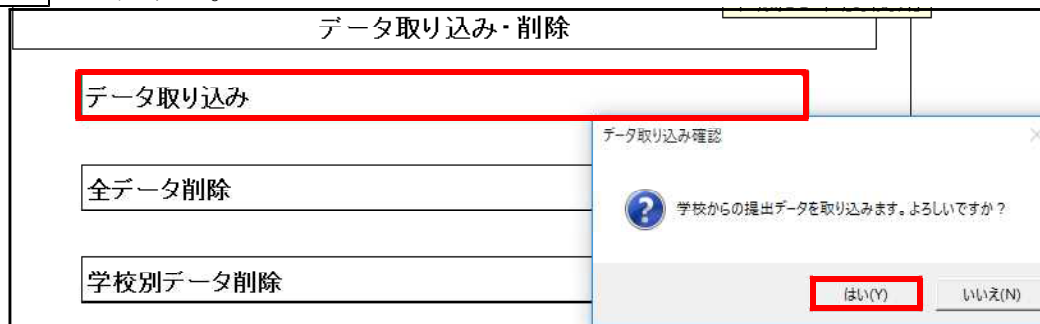 データ取り込み・削除
データ取り込み
データ取り込み確認
全データ削除
学校からの提出データを取り込みます。よろしいですか？
学校別データ削除
はい(Y)
いいえ(N)